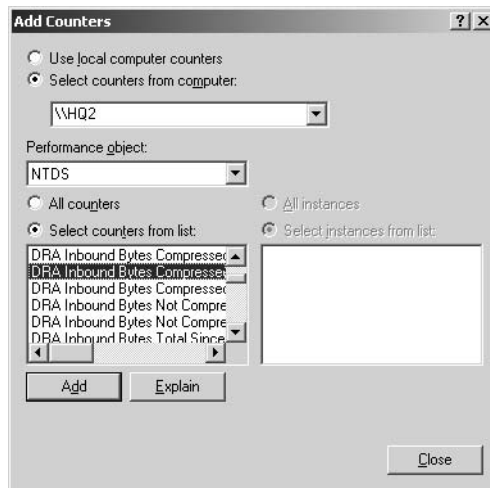 Add Counters
Use local computer counters
Select counters from computer:
\\HQ2
Performance object:
NTDS
All counters
All instances
Select counters from list:
Select instances from list:
DRA Inbound Bytes Compressed
DRA Inbound Bytes Compressed
DRA Inbound Bytes Compressed
DRA Inbound Bytes Not Compre
DRA Inbound Bytes Not Compre
DRA Inbound Bytes Total Since
Add
Explain
Close